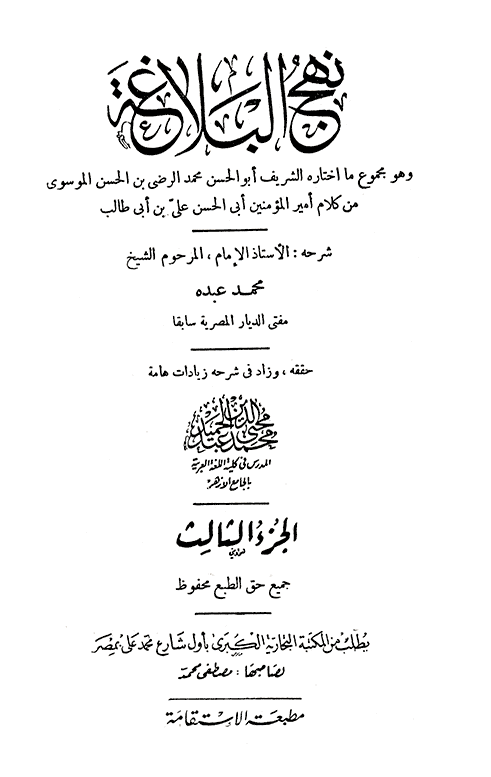 نهج البلاغة
وهو مجموع ما اختاره الشريف أبو الحسن محمد الرضى بن الحسن الموسوى
من كلام أمير المؤمنين أبى الحسن علىّ بن أبى طالب
شرحه : الأستاذ الإمام ، المرحوم الشيخ
محمد عبده
مفتى الديار المصرية سابقا
حققه ، وزاد فى شرحه زيادات هامة
محمد محيى الدين عبد الحميد
المدرس فى كلية اللغة العربية
بالجامع الأزهر
الجزء الثالث
جميع حق الطبع محفوظ
يُطلبُ من المكتبة التجارية الكبرى بأول شارع محمد على بمصر
لصاحبها : مصطفى محمد
مطبعة الاستقامة